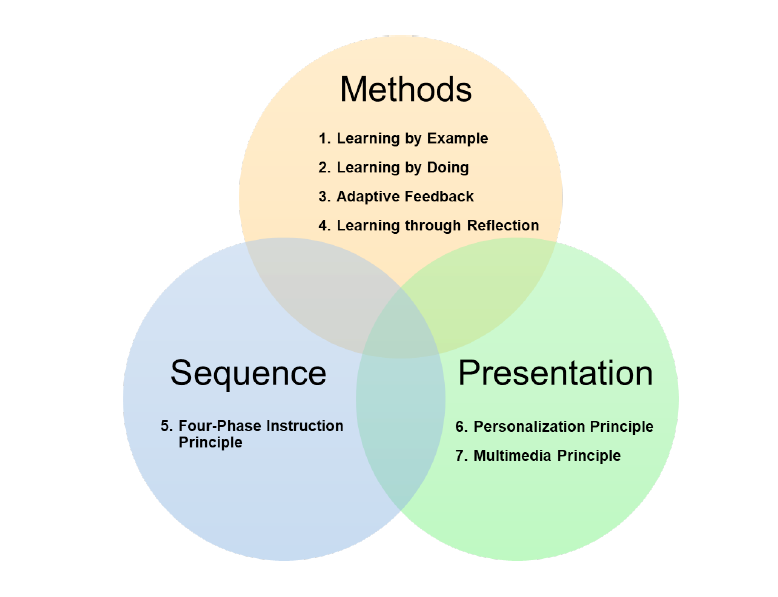 Methods
1. Learning by Example
2. Learning by Doing
3. Adaptive Feedback
4. Learning through Reflection
Sequence
5. Four-Phase Instruction
Principle
Presentation
6. Personalization Principle
7. Multimedia Principle